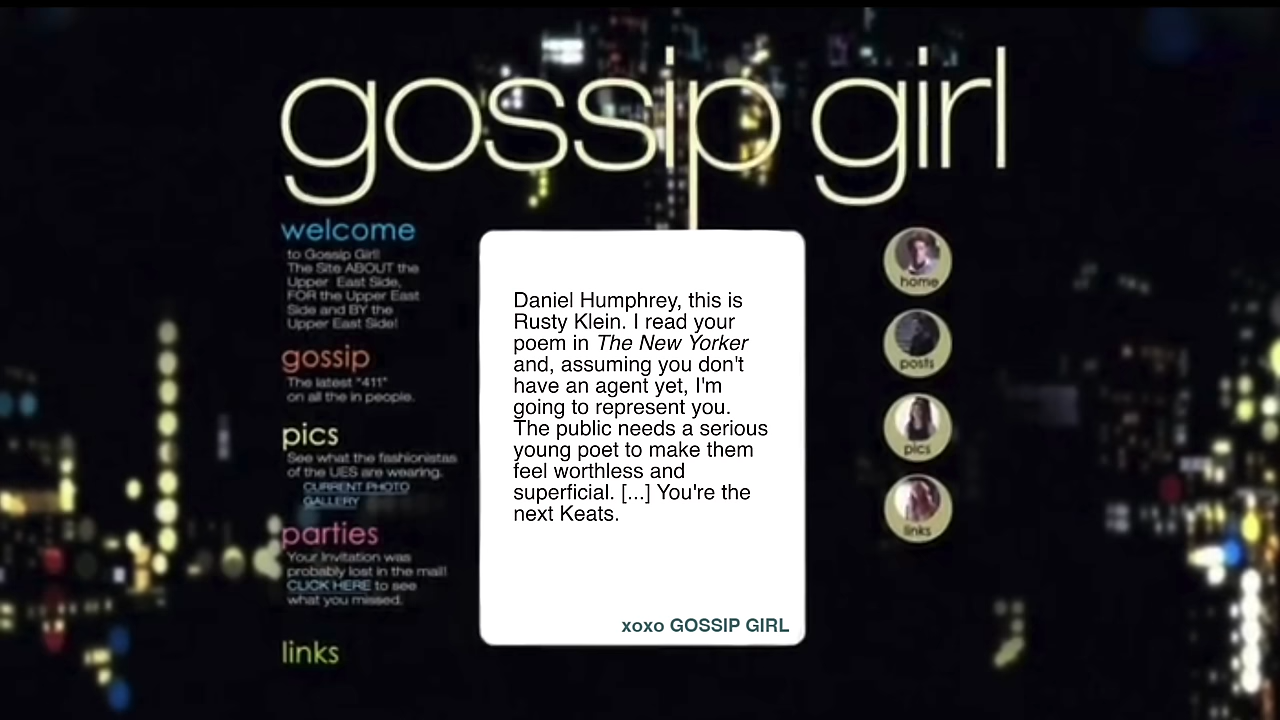 gossip girl
welcome
to Gossip Girl!
The Site ABOUT the
Upper East Side,
FOR the Upper East
Side and BY the
Upper East Side!
gossip
The latest "411"
on all the in people.
pics
See what the fashionistas
of the UES are wearing.
CURRENT PHOTO
GALLERY
parties
Your Invitation was
probably lost in the mail!
CLICK HERE to see
what you missed.
links
Daniel Humphrey, this is
Rusty Klein. I read your
poem in The New Yorker
and, assuming you don't
have an agent yet, I'm
going to represent you.
The public needs a serious
young poet to make them
feel worthless and
superficial. [...] You're the
next Keats.
xoxo GOSSIP GIRL
home
posts
pics
links